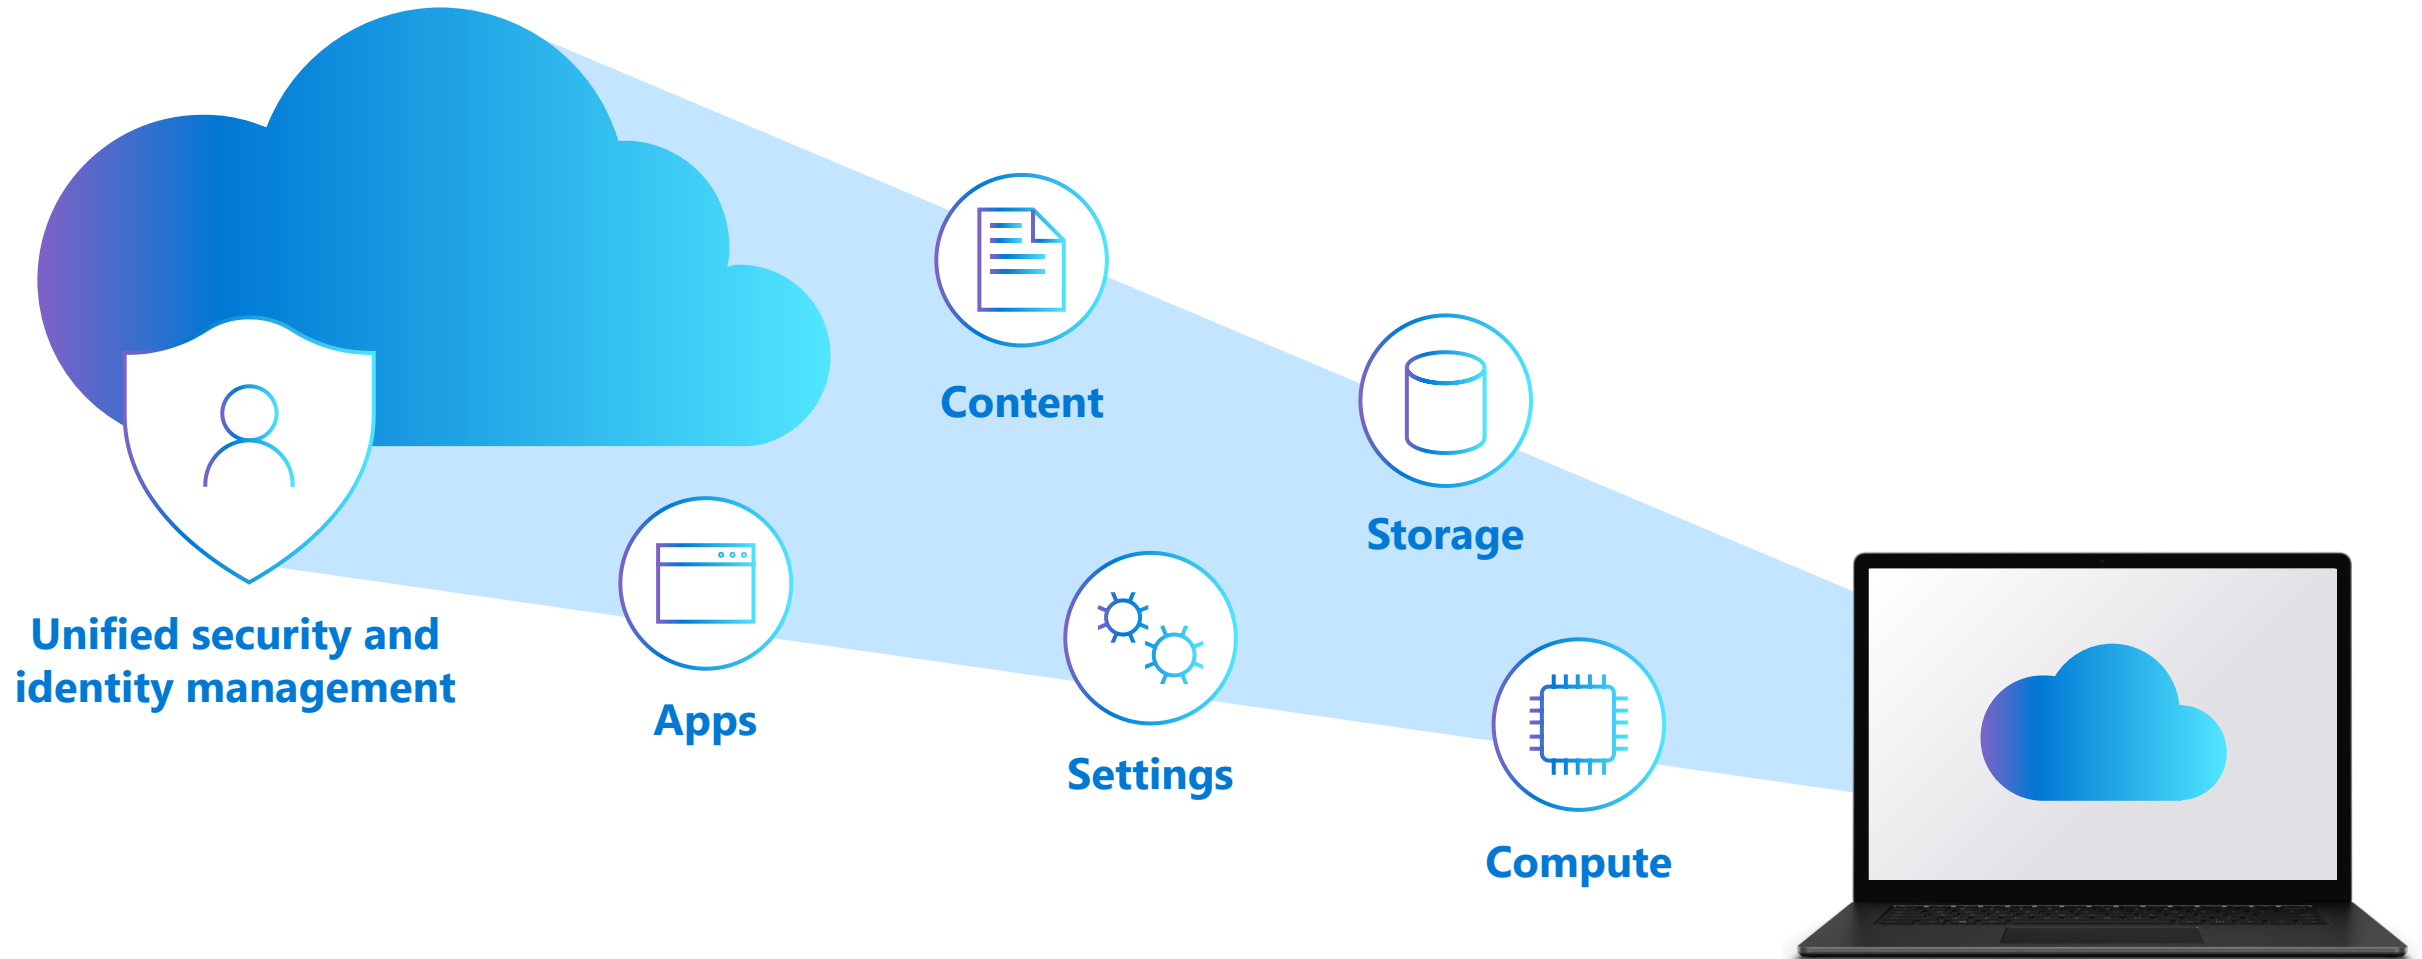 Content
Storage
Unified security and
identity management
Apps
Settings
Compute